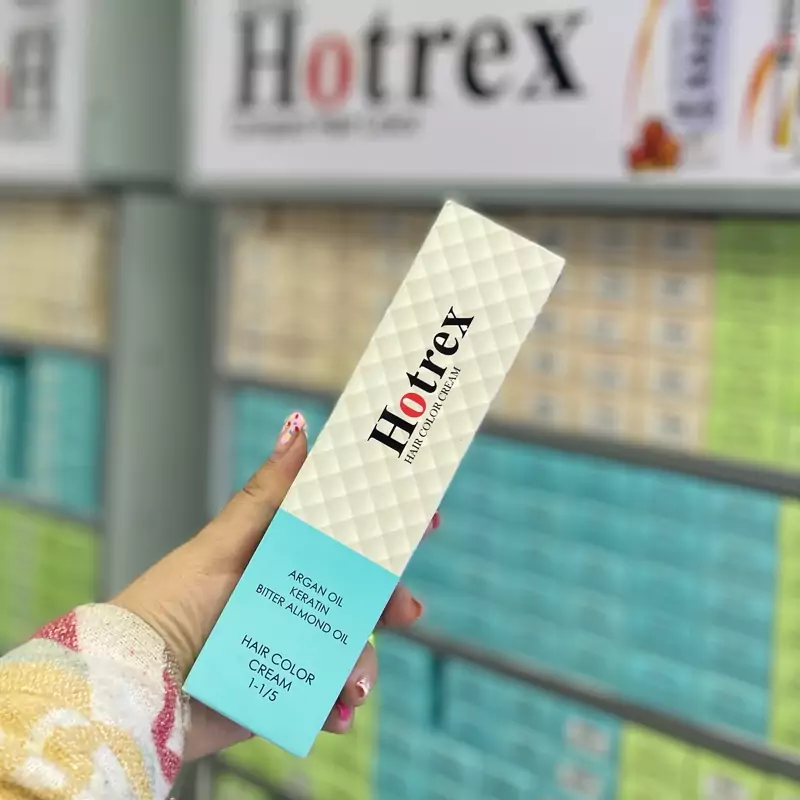 Hotrex
Hotrex
HAIR COLOR CREAM
ARGAN OIL
KERATIN
BITTER ALMOND OIL
HAIR COLOR
CREAM
1-1/5